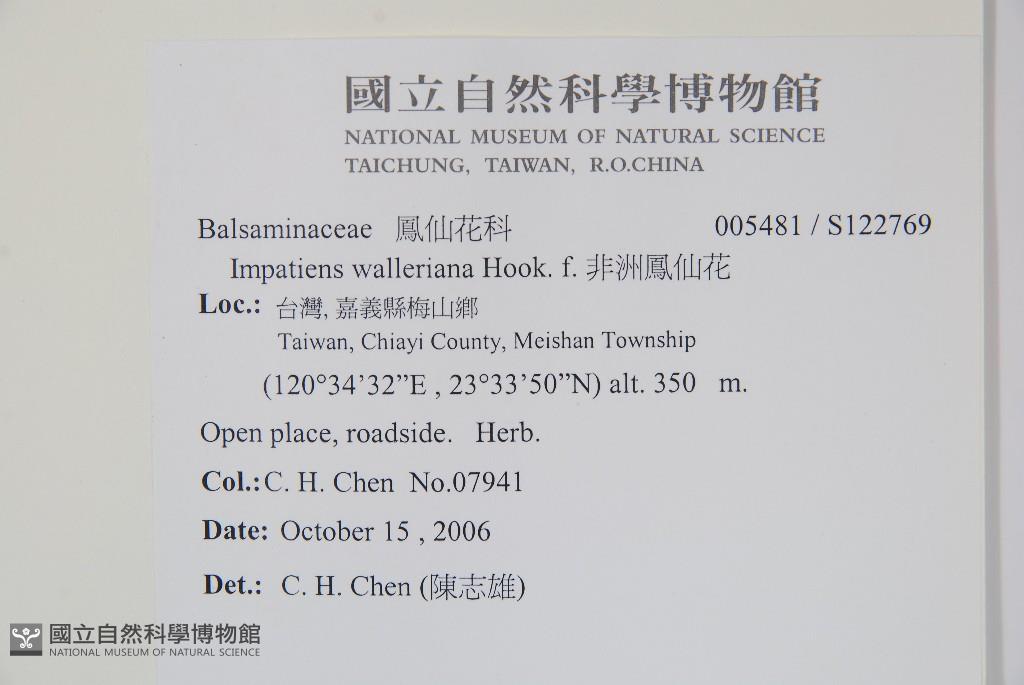 國立自然科學博物館
NATIONAL MUSEUM OF NATURAL SCIENCE
TAICHUNG, TAIWAN, R.O.CHINA
Balsaminaceae 鳳仙花科 005481 / S122769
Impatiens walleriana Hook. f. 非洲鳳仙花
Loc.: 台灣, 嘉義縣梅山鄉
Taiwan, Chiayi County, Meishan Township
(120°34’32”E , 23°33’50”N) alt. 350 m.
Open place, roadside. Herb.
Col.:C. H. Chen No.07941
Date: October 15 , 2006
Det.: C. H. Chen (陳志雄)
國立自然科學博物館
NATIONAL MUSEUM OF NATURAL SCIENCE